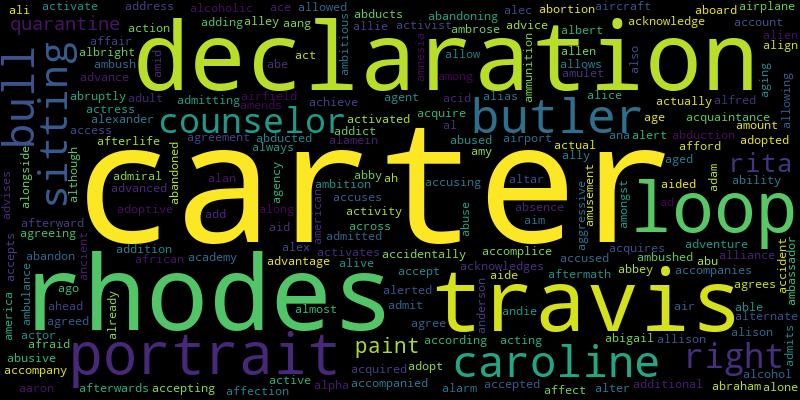 ali activate address alcoholic ace allowed alec abortion aircraft aboard airplane
quarantine action adding alley aang abducts abandoning advice acknowledge account
albright affair allie activist ambrose albert alien
declaration
align
bull sitting advance ambush amid act abe ambitious amnesia allow among ammunition allen allows also amulet
abruptly adult admitting achieve agent acid alias alice actually alfred aging allowing
actress airfield amends acquire butler age acquaintance
alexander counselor activated al amount
access agreement abducted addict alamein abused airport ana alert abduction adopted
afterlife always amy actual aged afford
alongside although carter abandoned agency abby ah accusing ally rita
admiral alan ambition altar aided adam ability
advises advanced american accuses amusement amongst ad
adoptive add along activity abuse absence aggressive loop
afterward aid across aim
agreeing alex admitted accomplice acquires adventure
accepts ancient addition activates accidentally acknowledges accused ambushed alliance accident ambassador
abandon african academy advantage alive accept aide aftermath abbey abu accompanies
ambulance ago rhodes alerted anderson travis agrees
america ahead already almost admit andie air able
agreed agree alternate
actor portrait paint according acting abigail allison alison admits
afraid caroline right
abusive acquired adopt alcohol
accompany active
aaron afterwards accepting affection alpha accompanied alarm accepted affect alter additional abraham alone